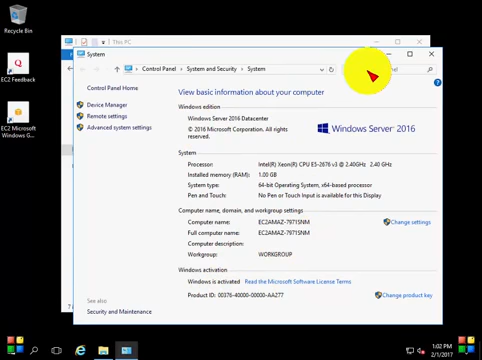 Recycle Bin
This PC
System
Control Panel
System and Security
System
EC2 Feedback
EC2 Microsoft
Windows G...
Control Panel Home
Device Manager
Remote settings
Advanced system settings
View basic information about your computer
Windows edition
Windows Server 2016 Datacenter
© 2016 Microsoft Corporation. All rights
reserved.
Windows Server 2016
System
Processor: Intel(R) Xeon(R) CPU E5-2676 v3 @ 2.40GHz 2.40 GHz
Installed memory (RAM): 1.00 GB
System type: 64-bit Operating System, x64-based processor
Pen and Touch: No Pen or Touch Input is available for this Display
Computer name, domain, and workgroup settings
Computer name: EC2AMAZ-7971SNM
Change settings
Full computer name: EC2AMAZ-7971SNM
Computer description:
Workgroup: WORKGROUP
Windows activation
Windows is activated Read the Microsoft Software License Terms
Product ID: 00376-40000-00000-AA277
Change product key
See also
Security and Maintenance
1:02 PM
2/1/2017